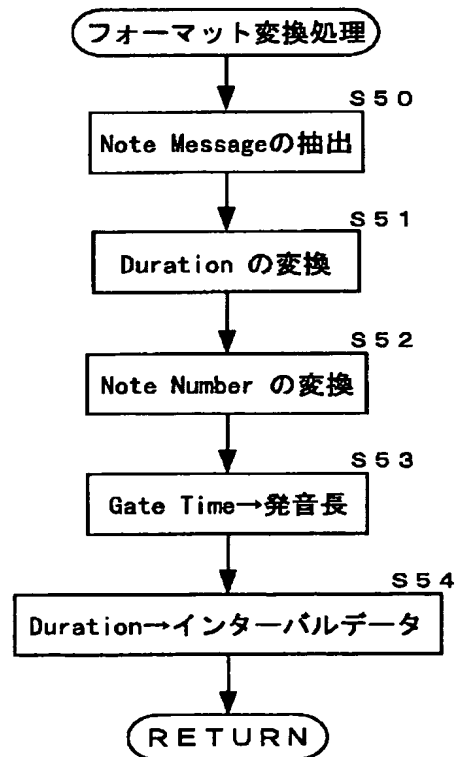 フォーマット変換処理
S50
Note Messageの抽出
S51
Duration の変換
S52
Note Number の変換
S53
Gate Time→発音長
S54
Duration→インターバルデータ
RETURN